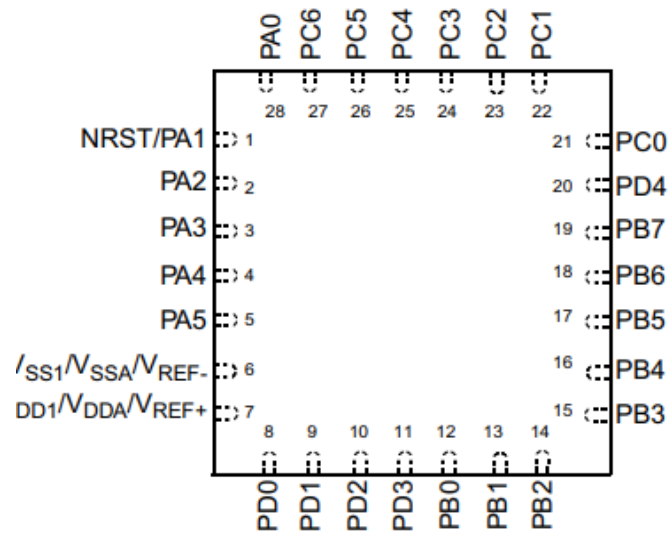 PA0 PC6 PC5 PC4 PC3 PC2 PC1
28 27 26 25 24 23 22
NRST/PA1 1 21 PC0
PA2 2 20 PD4
PA3 3 19 PB7
PA4 4 18 PB6
PA5 5 17 PB5
/SS1/VSSA/VREF- 6 16 PB4
DD1/VDDA/VREF+ 7 15 PB3
8 9 10 11 12 13 14
PD0 PD1 PD2 PD3 PB0 PB1 PB2